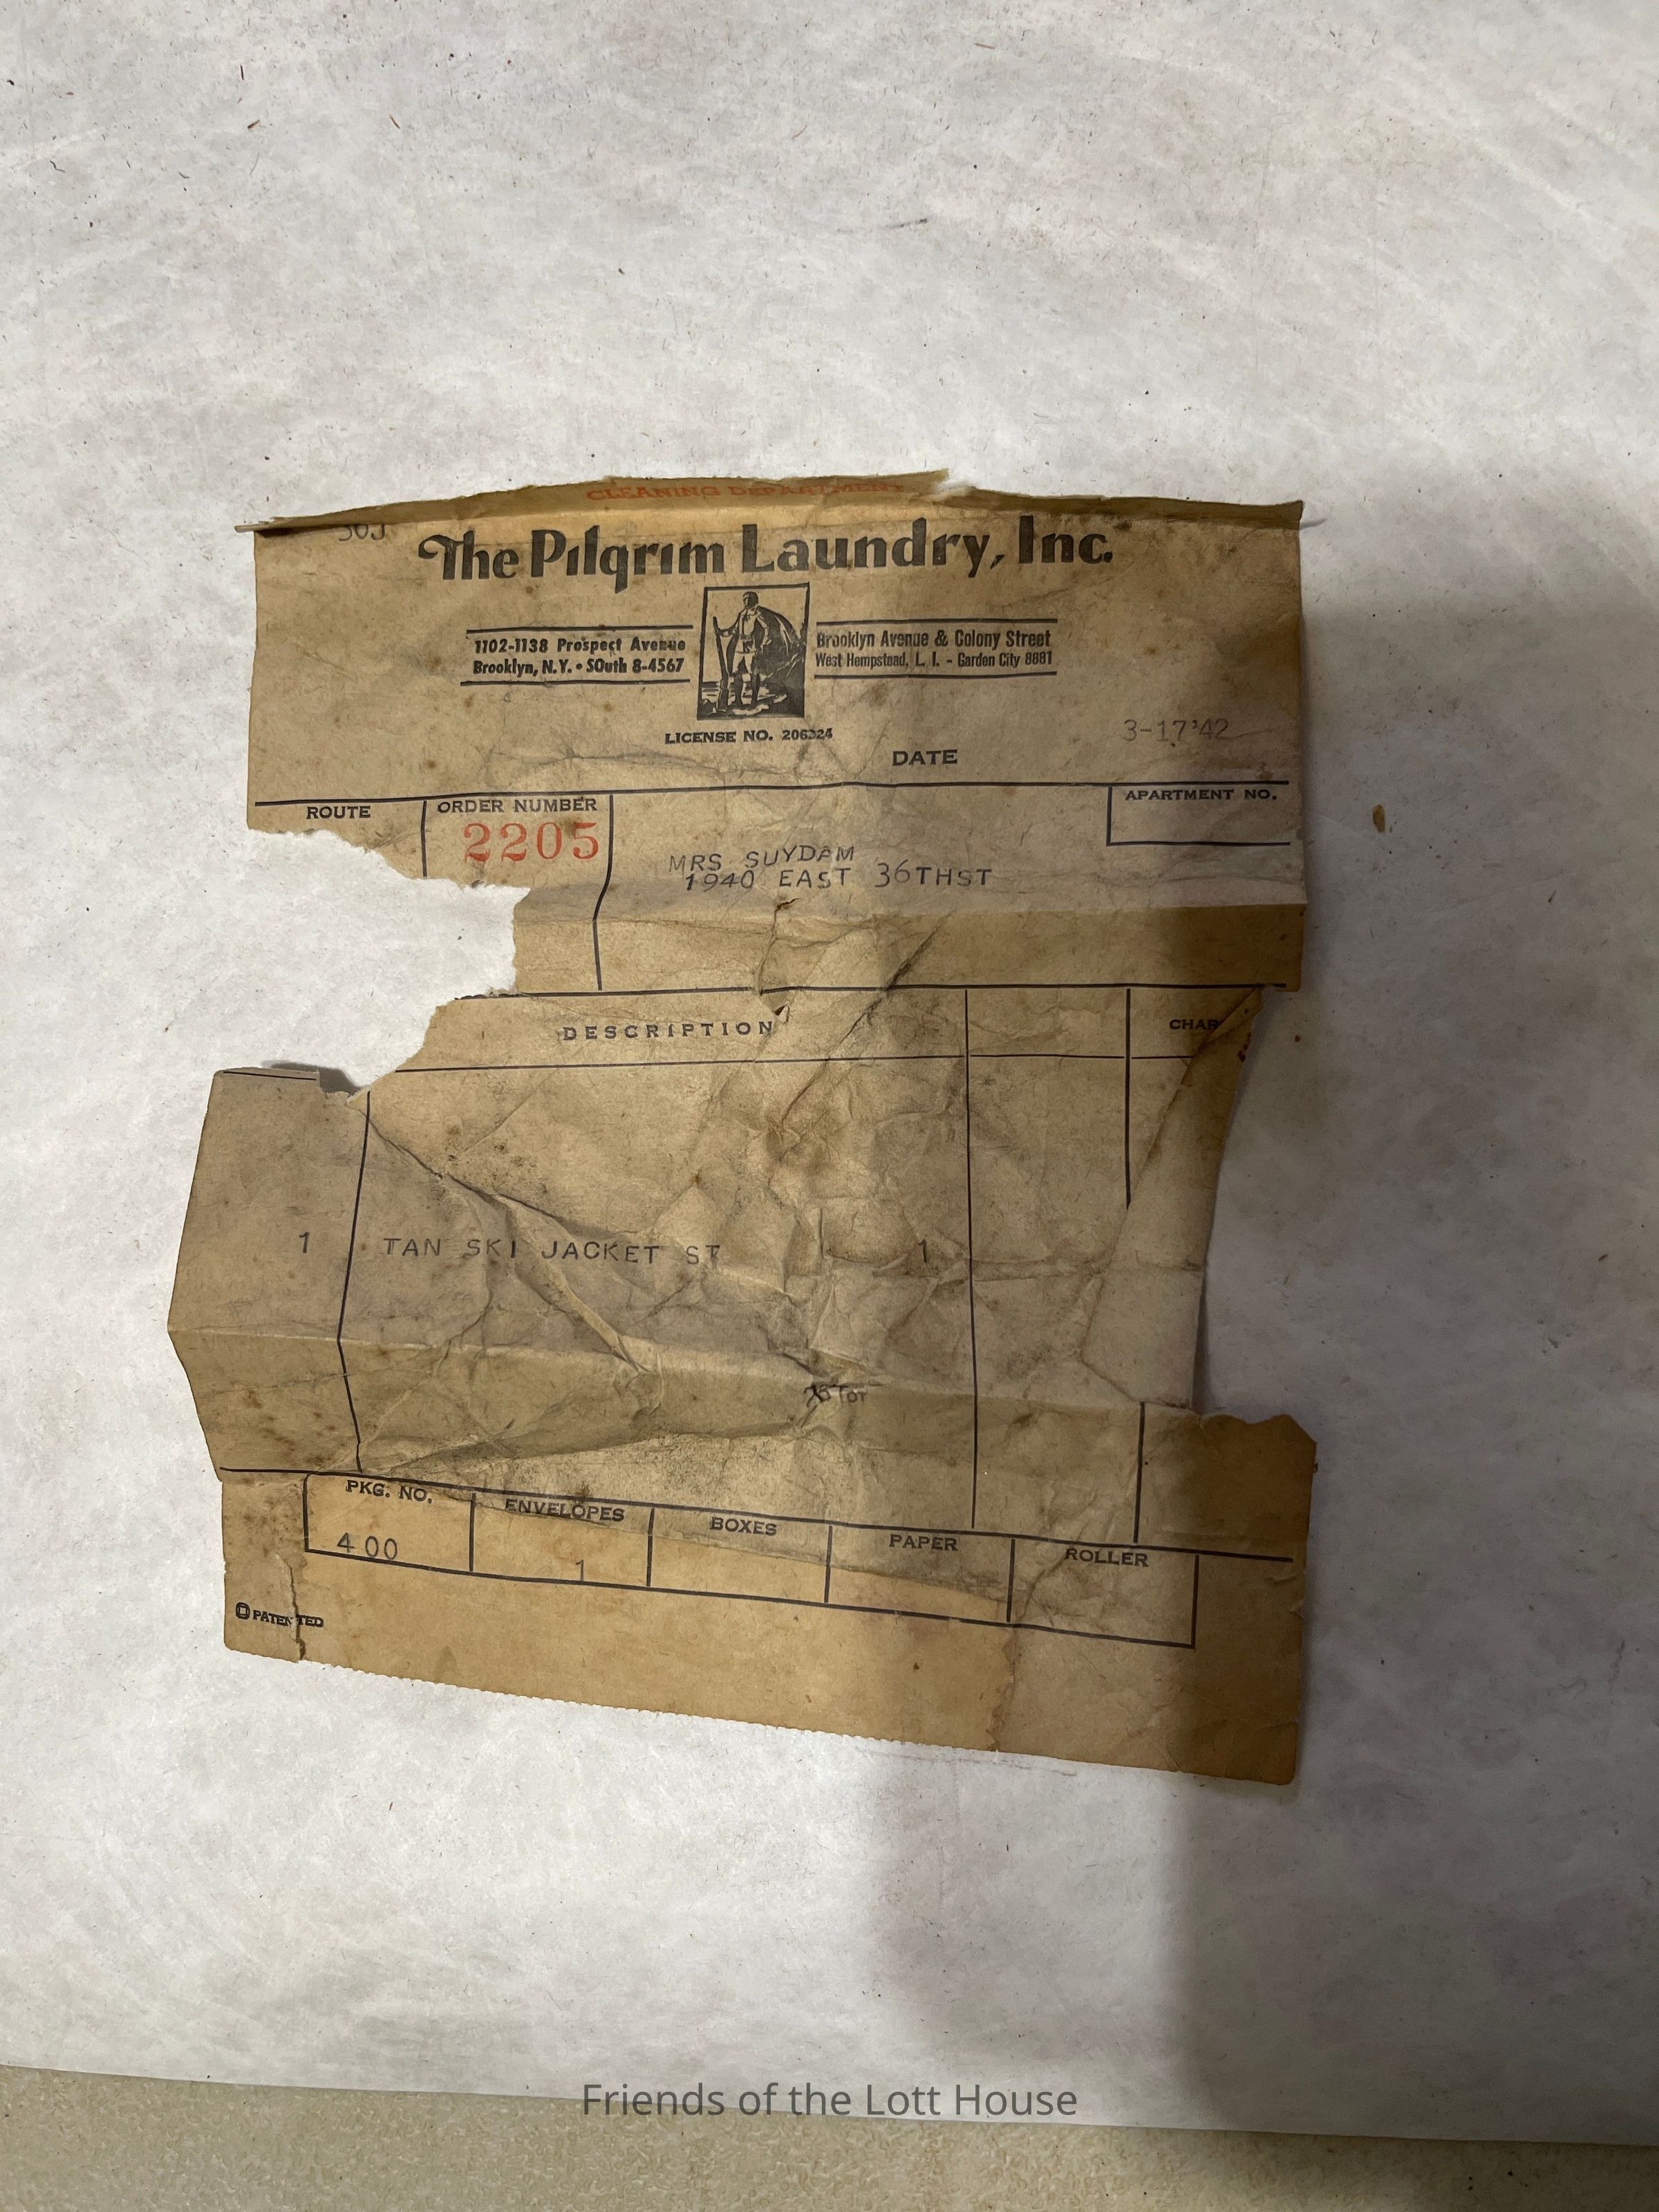 CLEANING DEPARTMENT
The Pilgrim Laundry, Inc.
1102-1138 Prospect Avenue
Brooklyn, N.Y. • SOuth 8-4567
Brooklyn Avenue & Colony Street
West Hempstead, L. I. - Garden City 8881
LICENSE NO. 206324
DATE 3-17'42
ROUTE
ORDER NUMBER
2205
APARTMENT NO.
MRS SUYDAM
1940 EAST 36THST
DESCRIPTION
CHAR
1 TAN SKI JACKET ST 1
PKG. NO. ENVELOPES BOXES PAPER ROLLER
400 1
PATENTED
Friends of the Lott House